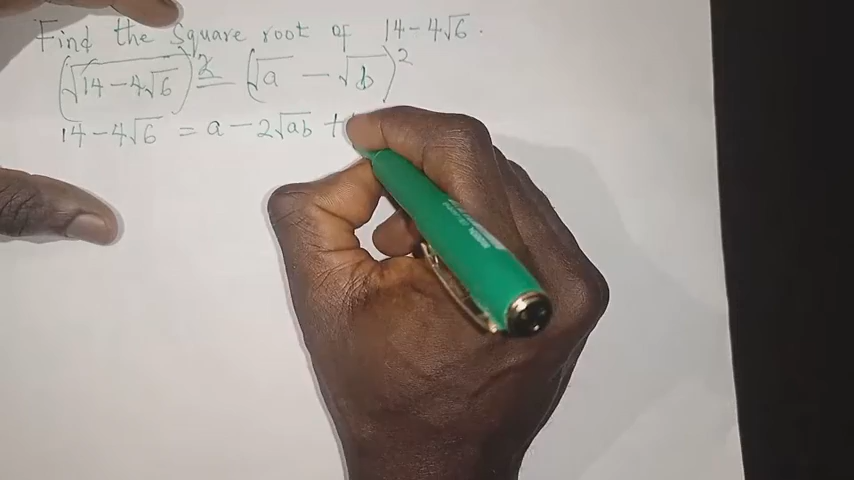 Find the Square root of 14-4√6.
(√14-4√6)² = (√a - √b)²
14-4√6 = a-2√ab +